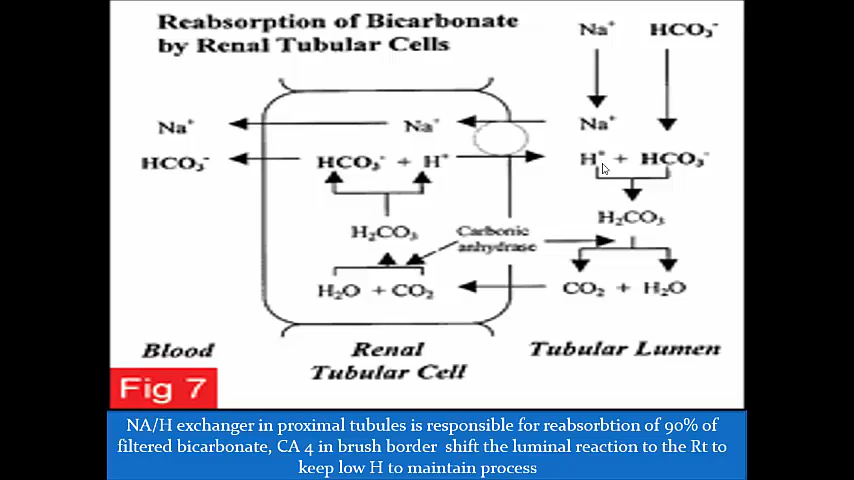 Reabsorption of Bicarbonate
by Renal Tubular Cells
Na⁺ HCO₃⁻
Na⁺ Na⁺ Na⁺
HCO₃⁻ HCO₃⁻ + H⁺ H⁺ + HCO₃⁻
H₂CO₃
H₂CO₃ Carbonic
anhydrase
H₂O + CO₂ CO₂ + H₂O
Blood Renal Tubular Lumen
Tubular Cell
Fig 7
NA/H exchanger in proximal tubules is responsible for reabsorbtion of 90% of
filtered bicarbonate, CA 4 in brush border shift the luminal reaction to the Rt to
keep low H to maintain process